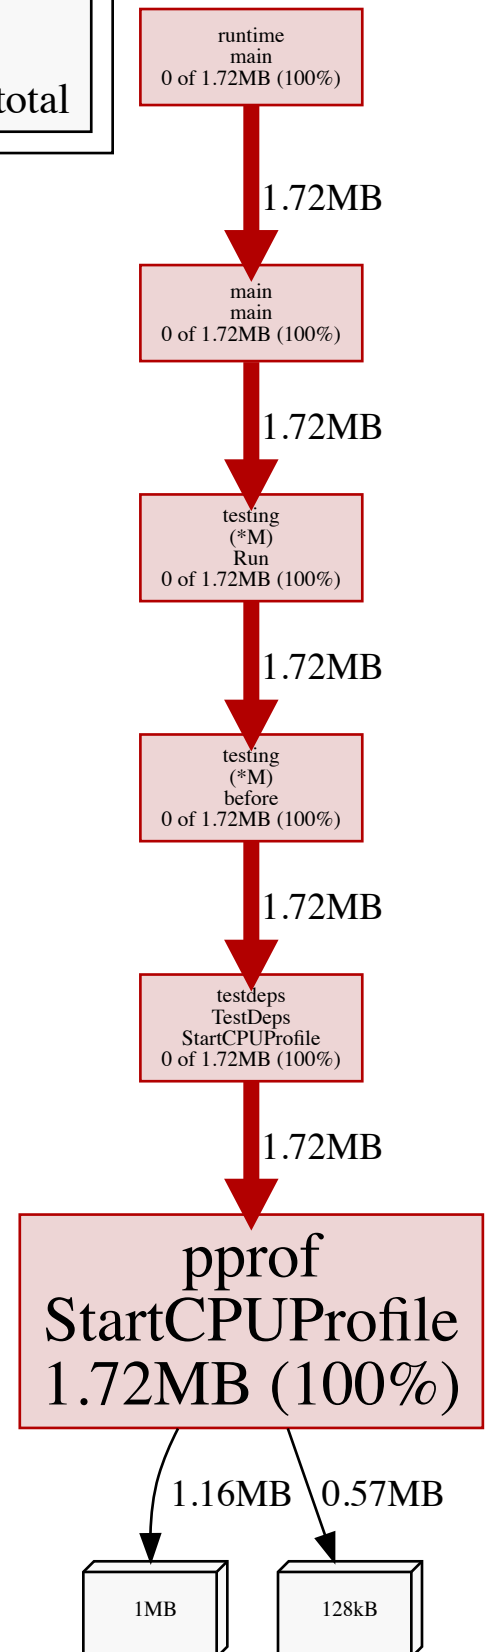 runtime
main
0 of 1.72MB (100%)
total
1.72MB
main
main
0 of 1.72MB (100%)
1.72MB
testing
(*M)
Run
0 of 1.72MB (100%)
1.72MB
testing
(*M)
before
0 of 1.72MB (100%)
1.72MB
testdeps
TestDeps
StartCPUProfile
0 of 1.72MB (100%)
1.72MB
pprof
StartCPUProfile
1.72MB (100%)
1.16MB 0.57MB
1MB 128kB